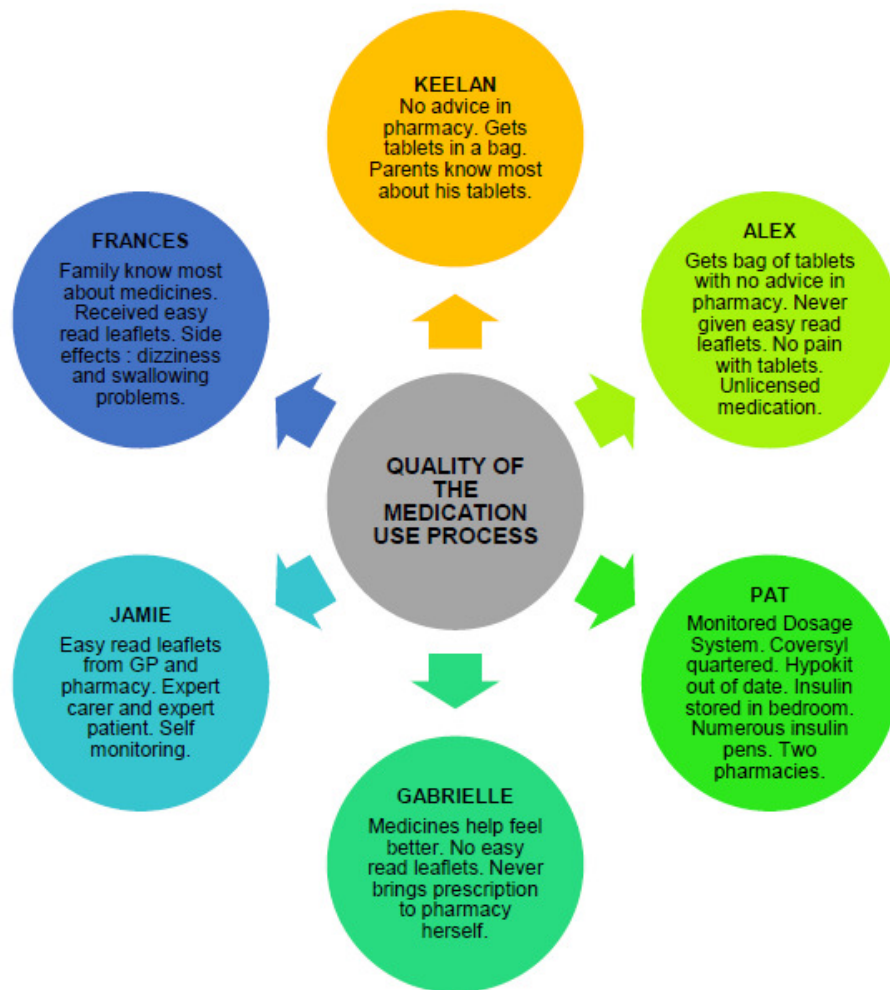 KEELAN
No advice in
pharmacy. Gets
tablets in a bag.
Parents know most
about his tablets.
FRANCES
Family know most
about medicines.
Received easy
read leaflets. Side
effects : dizziness
and swallowing
problems.
ALEX
Gets bag of tablets
with no advice in
pharmacy. Never
given easy read
leaflets. No pain
with tablets.
Unlicensed
medication.
QUALITY OF
THE
MEDICATION
USE PROCESS
JAMIE
Easy read leaflets
from GP and
pharmacy. Expert
carer and expert
patient. Self
monitoring.
PAT
Monitored Dosage
System. Coversyl
quartered. Hypokit
out of date. Insulin
stored in bedroom.
Numerous insulin
pens. Two
pharmacies.
GABRIELLE
Medicines help feel
better. No easy
read leaflets. Never
brings prescription
to pharmacy
herself.